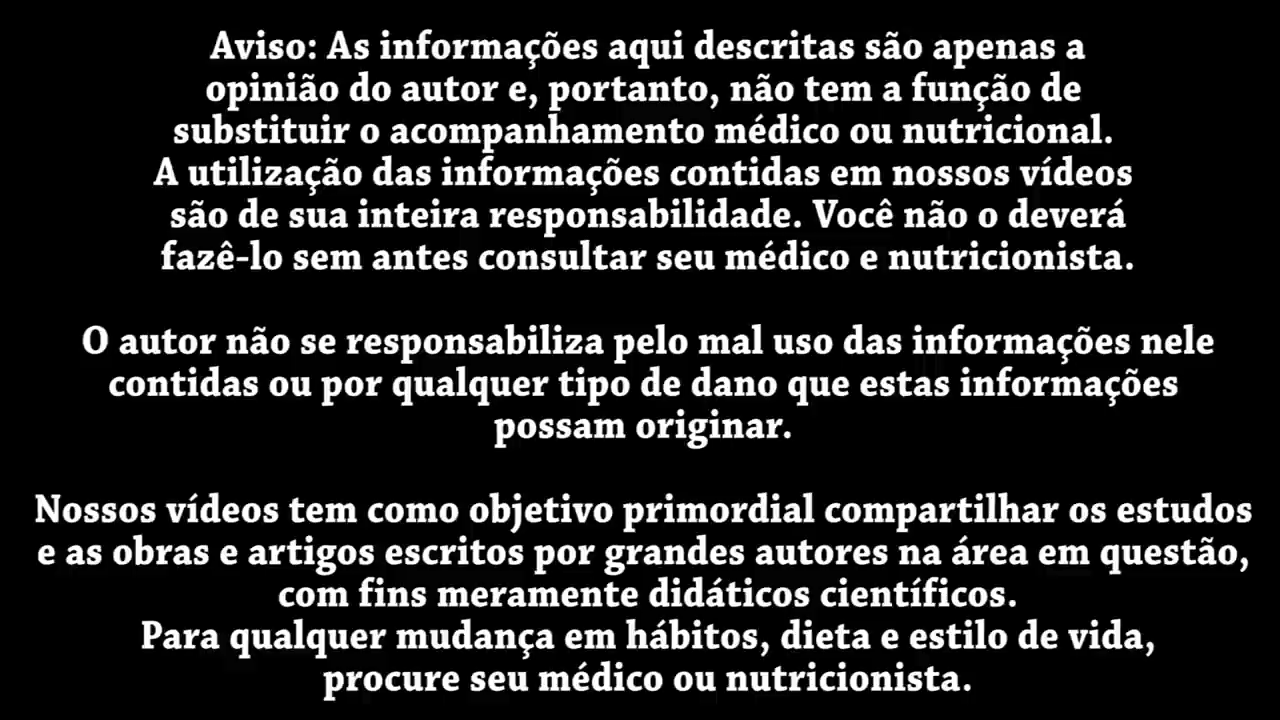 Aviso: As informações aqui descritas são apenas a
opinião do autor e, portanto, não tem a função de
substituir o acompanhamento médico ou nutricional.
A utilização das informações contidas em nossos vídeos
são de sua inteira responsabilidade. Você não o deverá
fazê-lo sem antes consultar seu médico e nutricionista.
O autor não se responsabiliza pelo mal uso das informações nele
contidas ou por qualquer tipo de dano que estas informações
possam originar.
Nossos vídeos tem como objetivo primordial compartilhar os estudos
e as obras e artigos escritos por grandes autores na área em questão,
com fins meramente didáticos científicos.
Para qualquer mudança em hábitos, dieta e estilo de vida,
procure seu médico ou nutricionista.